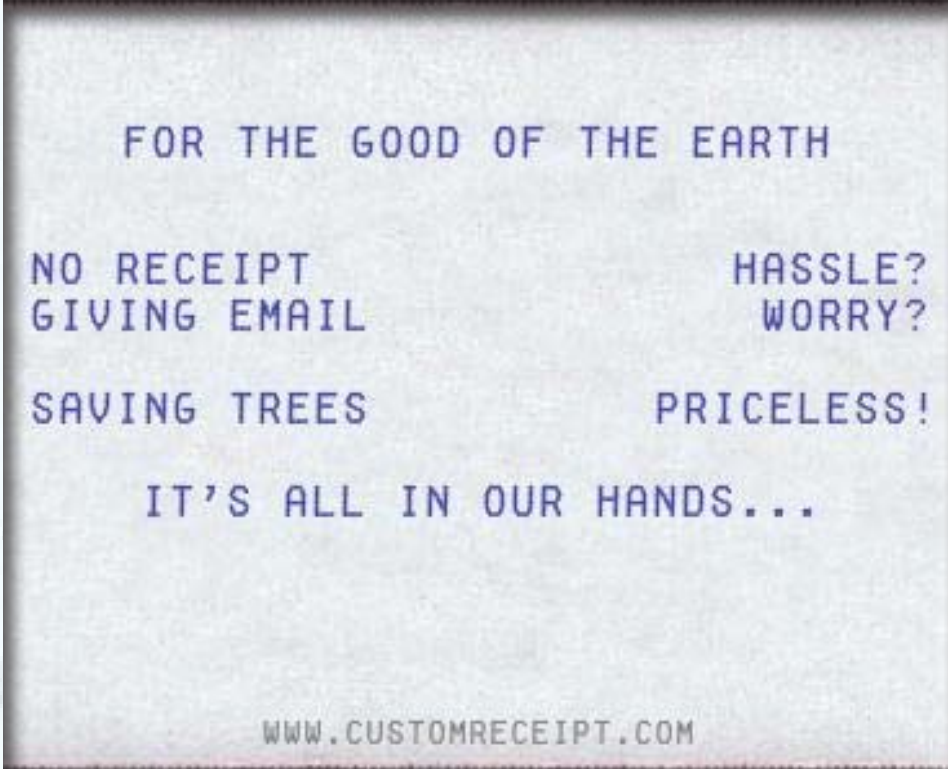 FOR THE GOOD OF THE EARTH
NO RECEIPT HASSLE?
GIVING EMAIL WORRY?
SAVING TREES PRICELESS!
IT'S ALL IN OUR HANDS...
WWW.CUSTOMRECEIPT.COM